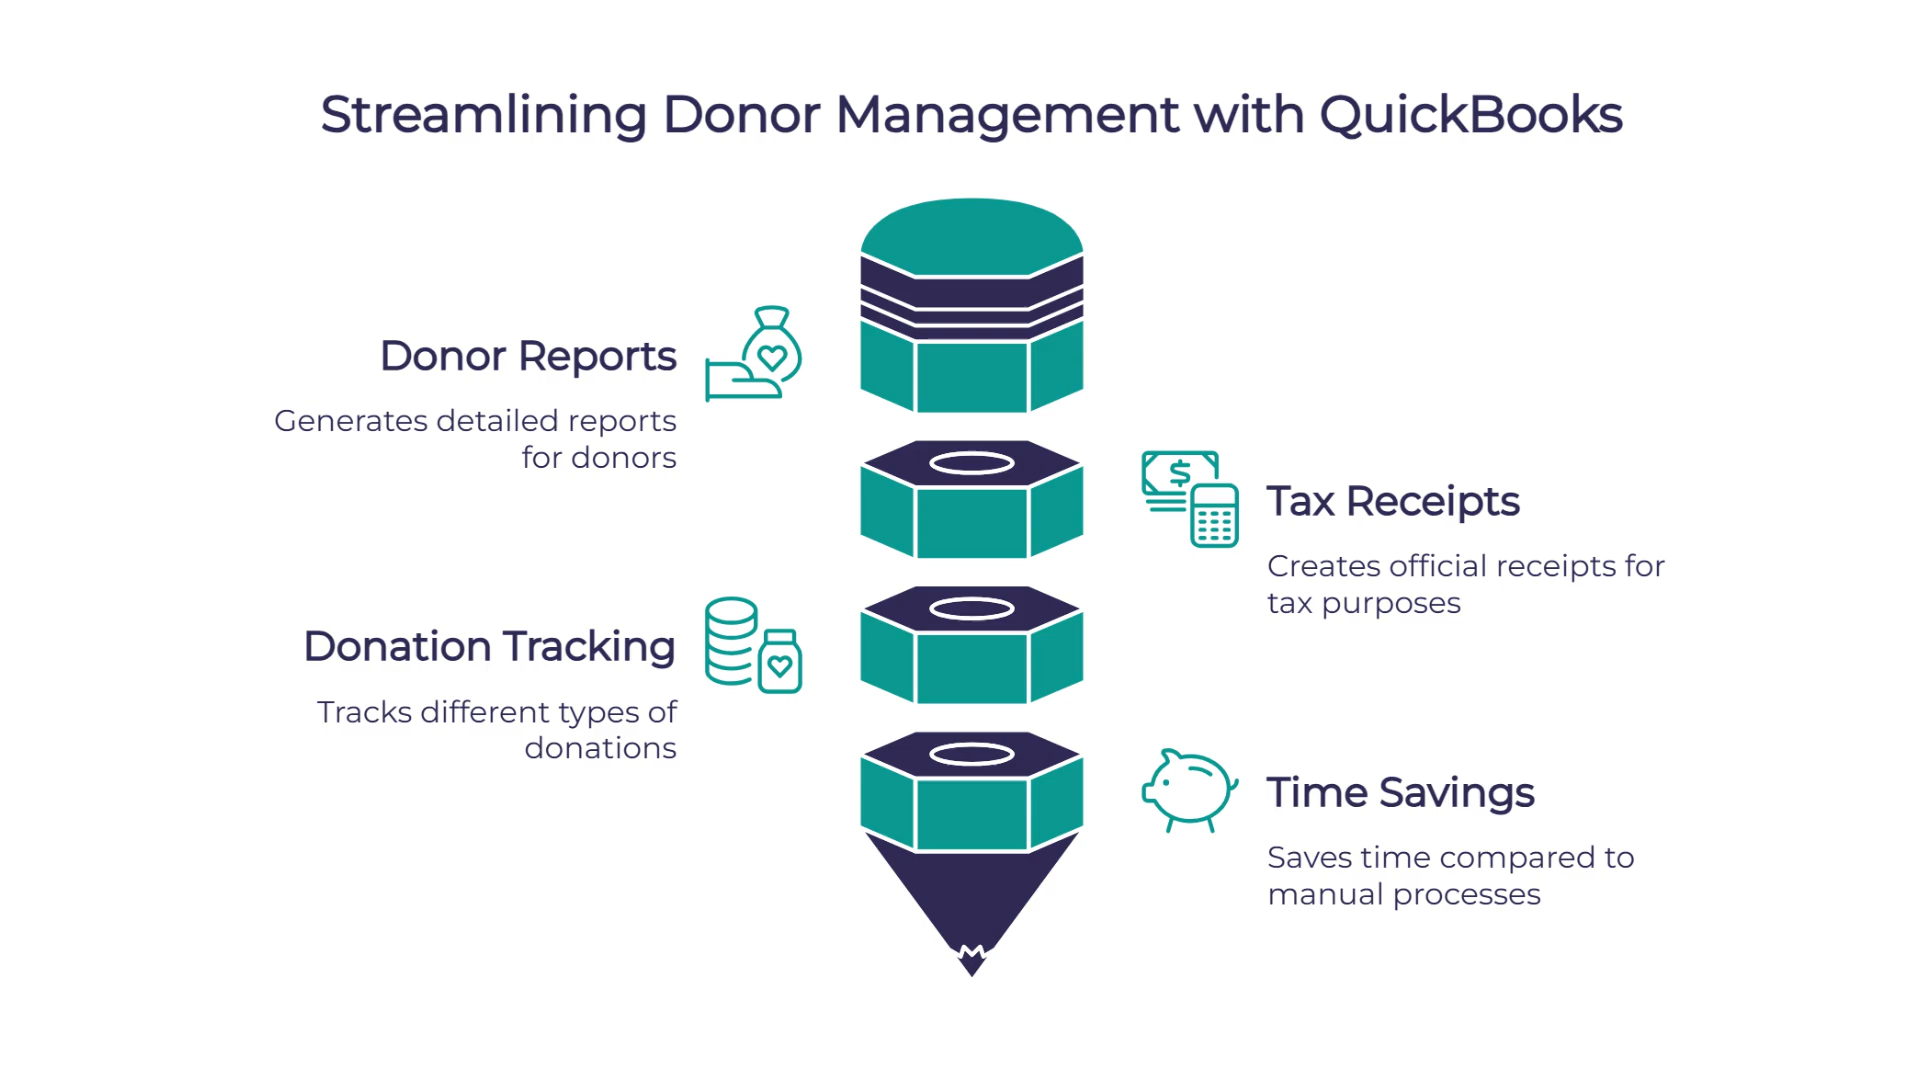 Streamlining Donor Management with QuickBooks
Donor Reports
Generates detailed reports
for donors
$
Tax Receipts
Creates official receipts for
tax purposes
Donation Tracking
Tracks different types of
donations
Time Savings
Saves time compared to
manual processes